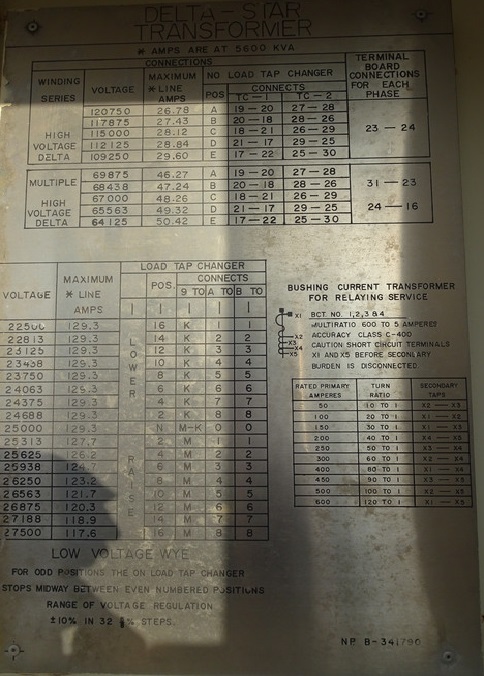 DELTA-STAR
TRANSFORMER
* AMPS ARE AT 5600 KVA
CONNECTIONS
WINDING VOLTAGE MAXIMUM * LINE AMPS NO POS LOAD TAP CHANGER CONNECTS TC-1 TC-2 TERMINAL BOARD CONNECTIONS FOR EACH PHASE
SERIES HIGH VOLTAGE DELTA
120750 26.78 A 19-20 27-28
117875 27.43 B 20-18 28-26
115000 28.12 C 18-21 26-29 23-24
112125 28.84 D 21-17 29-25
109250 29.60 E 17-22 25-30
MULTIPLE HIGH VOLTAGE DELTA
69875 46.27 A 19-20 27-28
68438 47.24 B 20-18 28-26 31-23
67000 48.26 C 18-21 26-29
65563 49.32 D 21-17 29-25 24-16
64125 50.42 E 17-22 25-30
VOLTAGE MAXIMUM * LINE AMPS LOAD TAP CHANGER POS. CONNECTS 9 TO A TO B TO
LOWER
129.3 16 K 1 1
22813 129.3 14 K 2 2
23125 129.3 12 K 3 3
23438 129.3 10 K 4 4
23750 129.3 8 K 5 5
24063 129.3 6 K 6 6
24375 129.3 4 K 7 7
24688 129.3 2 K 8 8
25000 129.3 N M-K 0 0
RAISE
25313 127.7 2 M 1 1
25625 126.2 4 M 2 2
25938 124.7 6 M 3 3
26250 123.2 8 M 4 4
26563 121.7 10 M 5 5
26875 120.3 12 M 6 6
27188 118.9 14 M 7 7
27500 117.6 16 M 8 8
LOW VOLTAGE WYE
FOR ODD POSITIONS THE ON LOAD TAP CHANGER
STOPS MIDWAY BETWEEN EVEN NUMBERED POSITIONS
RANGE OF VOLTAGE REGULATION
±10% IN 32 % STEPS.
BUSHING CURRENT TRANSFORMER
FOR RELAYING SERVICE
X1 BCT. NO. 1,2,3 & 4
MULTIRATIO 600 TO 5 AMPERES
X2 ACCURACY CLASS C-400
X3 CAUTION SHORT CIRCUIT TERMINALS
X4 X1 AND X5 BEFORE SECONDARY
X5 BURDEN IS DISCONNECTED
RATED PRIMARY AMPERES TURN RATIO SECONDARY TAPS
50 10 TO 1 X2-X3
100 20 TO 1 X1-X2
150 30 TO 1 X1-X3
200 40 TO 1 X4-X5
250 50 TO 1 X3-X4
300 60 TO 1 X2-X4
400 80 TO 1 X1-X4
450 90 TO 1 X3-X5
500 100 TO 1 X2-X5
600 120 TO 1 X1-X5
NP B-341790